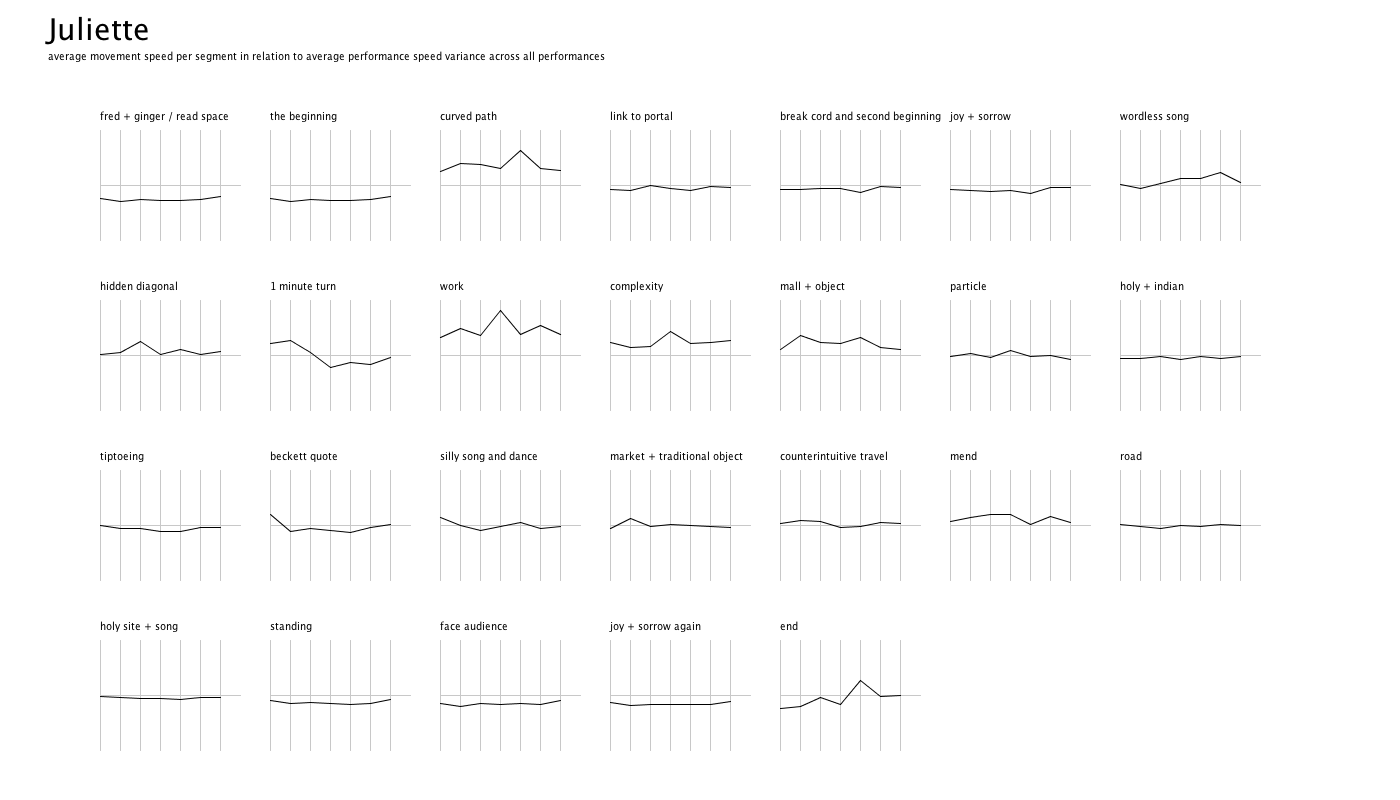 Juliette
average movement speed per segment in relation to average performance speed variance across all performances
fred + ginger / read space
the beginning
curved path
link to portal
break cord and second beginning
joy + sorrow
wordless song
hidden diagonal
1 minute turn
work
complexity
mall + object
particle
holy + indian
tiptoeing
beckett quote
silly song and dance
market + traditional object
counterintuitive travel
mend
road
holy site + song
standing
face audience
joy + sorrow again
end